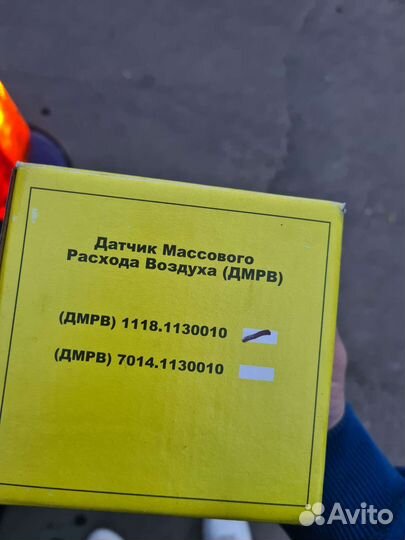 Датчик Массового
Расхода Воздуха (ДМРВ)
(ДМРВ) 1118.1130010
(ДМРВ) 7014.1130010
Avito